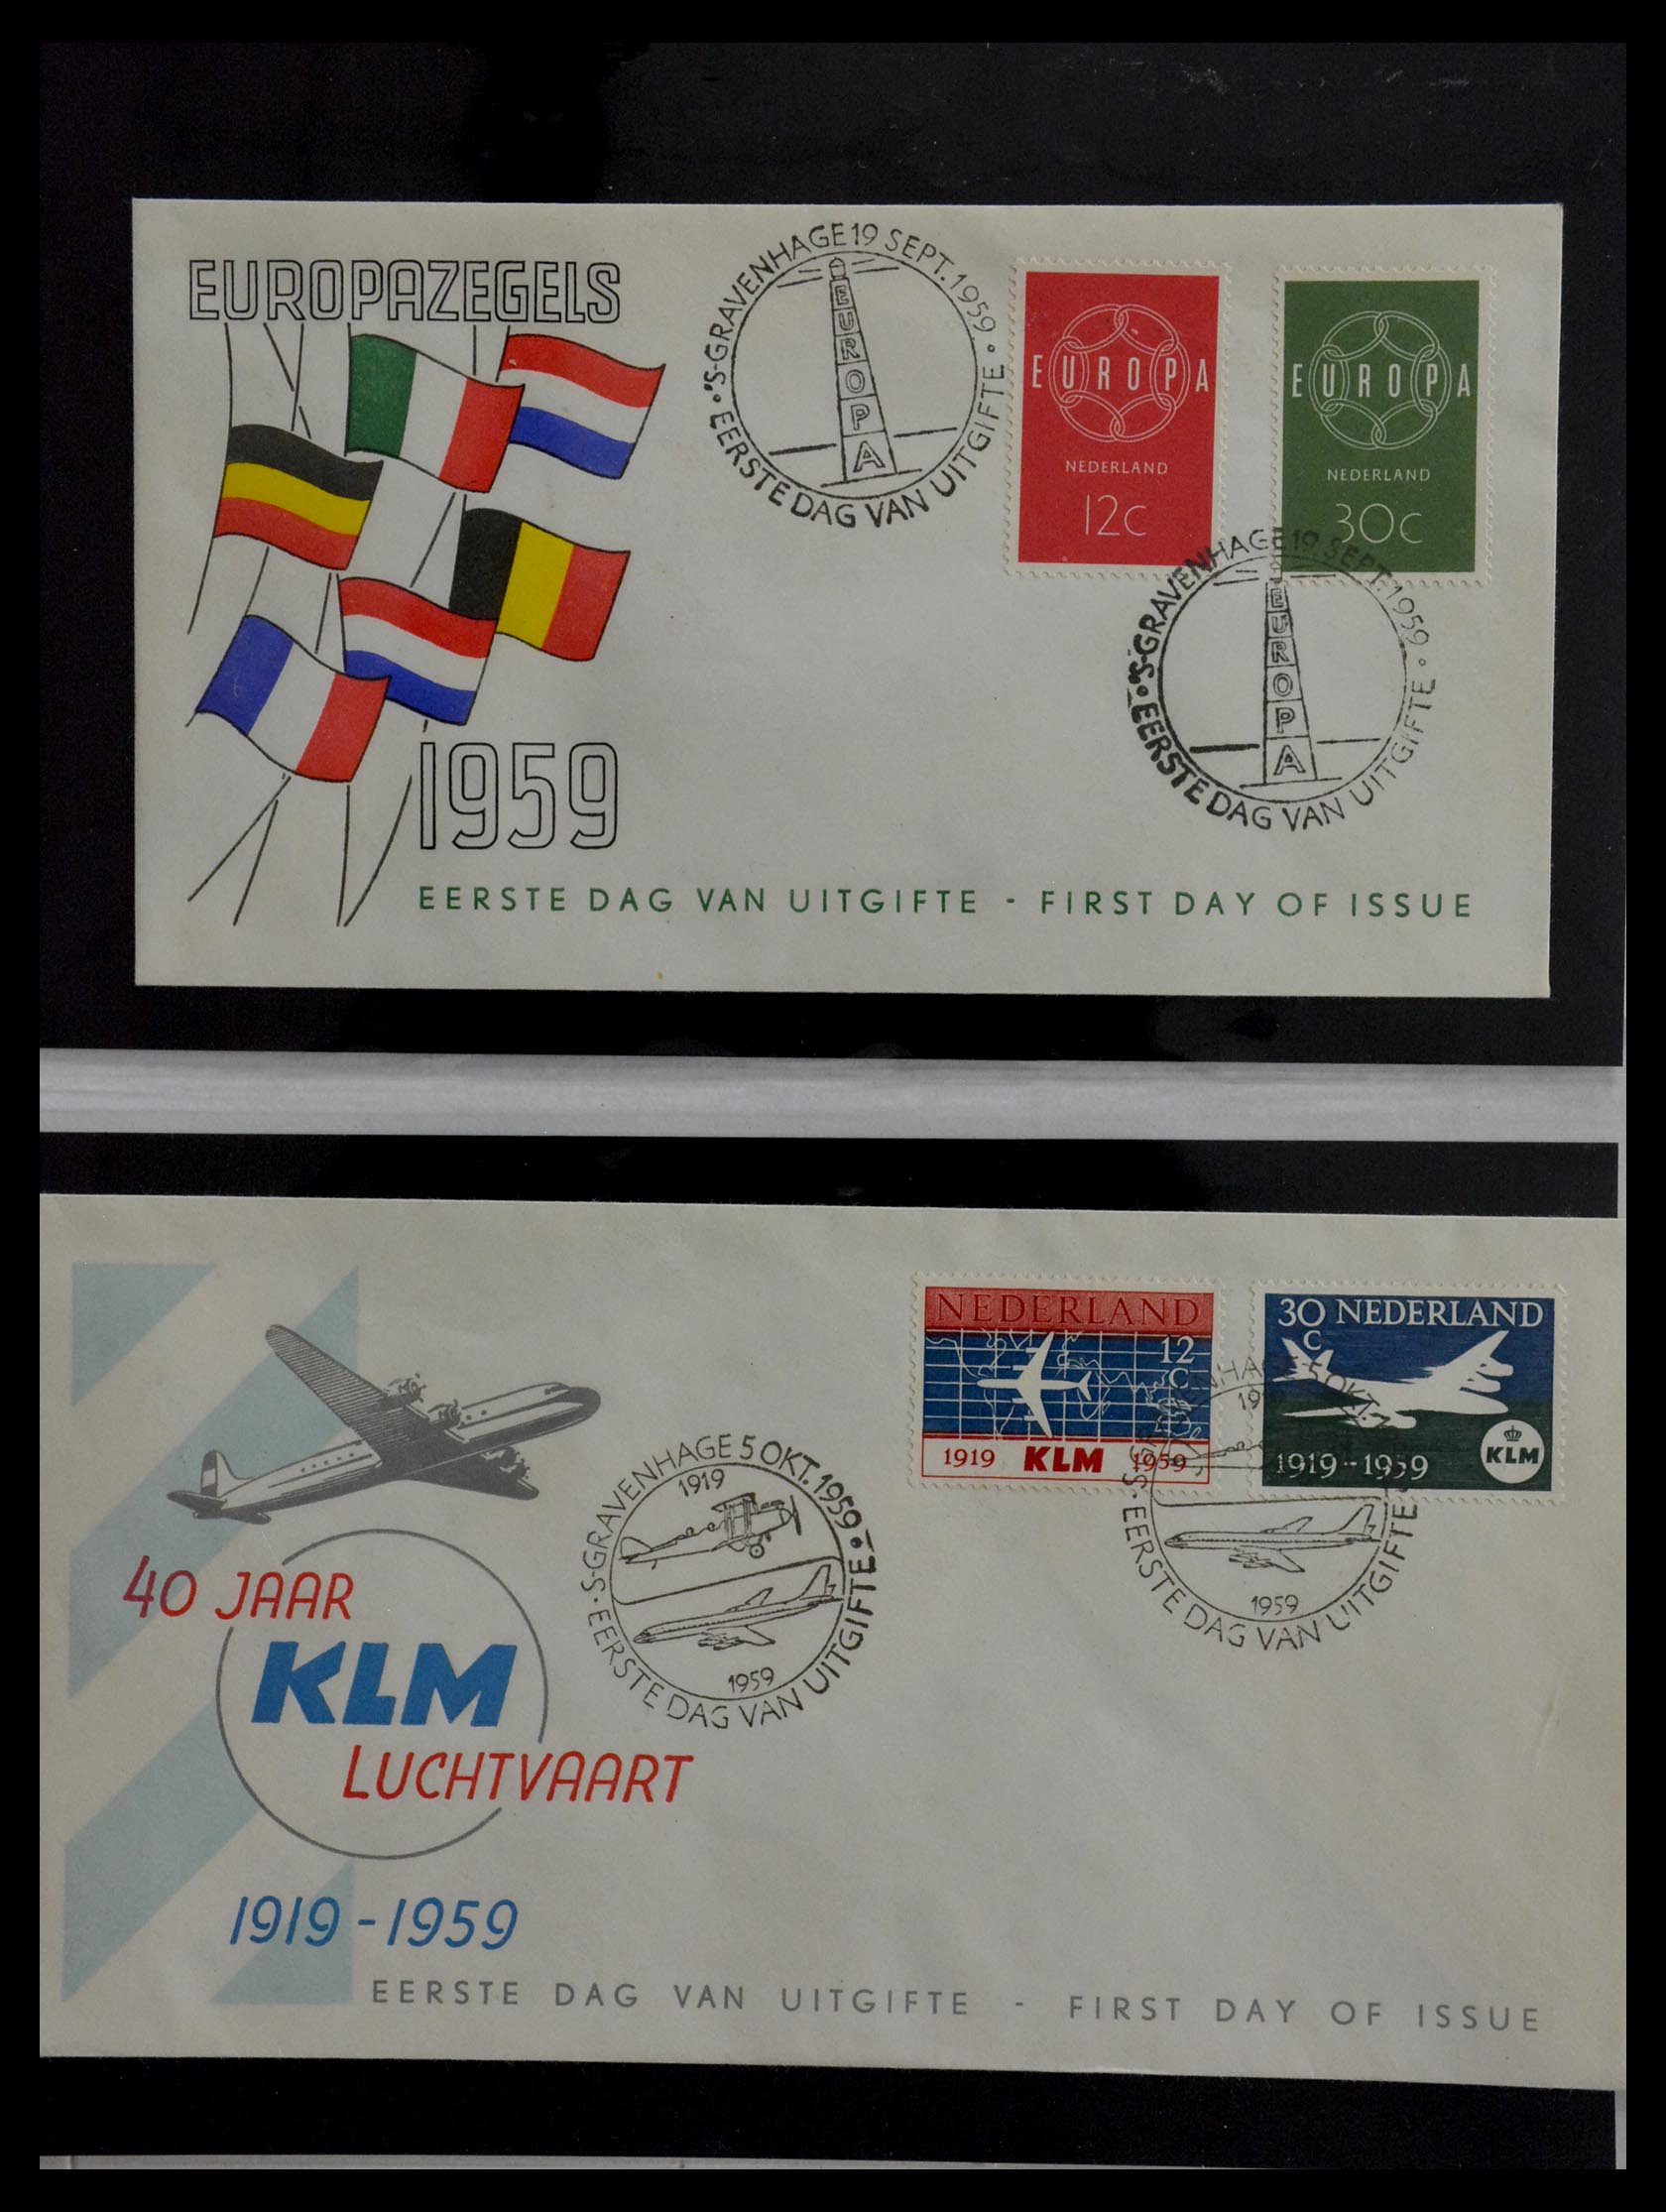 EUROPAZEGELS
'S-GRAVENHAGE 19 SEPT. 1959
EUROPA
EERSTE DAG VAN UITGIFTE
EUROPA
NEDERLAND
12c
EUROPA
NEDERLAND
30c
'S-GRAVENHAGE 19 SEPT. 1959
EUROPA
EERSTE DAG VAN UITGIFTE
1959
EERSTE DAG VAN UITGIFTE - FIRST DAY OF ISSUE
NEDERLAND
12
C
1919 KLM 1959
30 NEDERLAND
C
1919-1959
KLM
'S-GRAVENHAGE 5 OKT. 1959
1919
1959
EERSTE DAG VAN UITGIFTE
5 OKT.
1959
EERSTE DAG VAN UITGIFTE
40 JAAR
KLM
LUCHTVAART
1919-1959
EERSTE DAG VAN UITGIFTE - FIRST DAY OF ISSUE